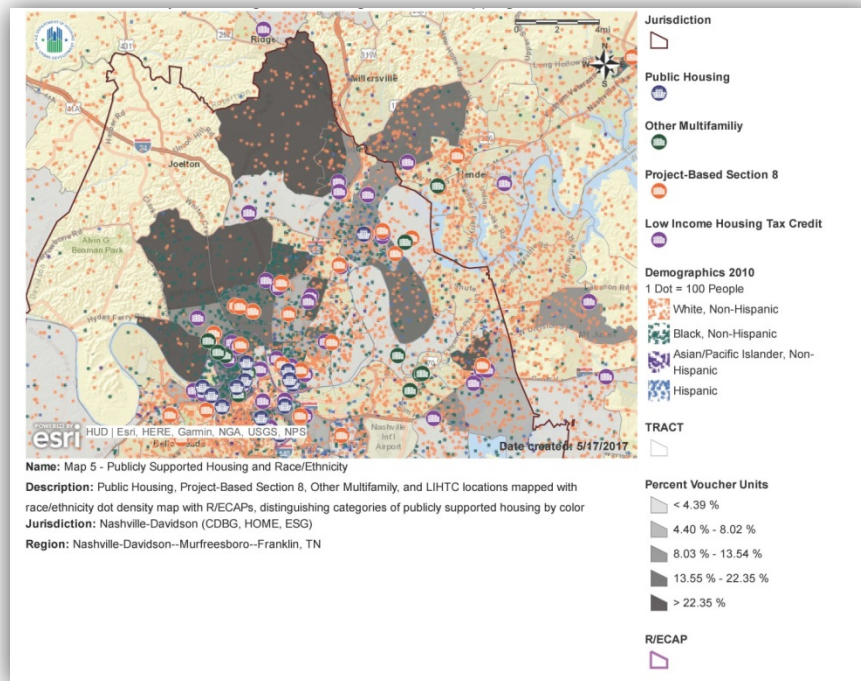 Jurisdiction
Public Housing
Other Multifamiliy
Project-Based Section 8
Low Income Housing Tax Credit
Demographics 2010
1 Dot = 100 People
White, Non-Hispanic
Black, Non-Hispanic
Asian/Pacific Islander, Non-
Hispanic
Hispanic
TRACT
Percent Voucher Units
< 4.39 %
4.40 % - 8.02 %
8.03 % - 13.54 %
13.55 % - 22.35 %
> 22.35 %
R/ECAP
0 2 4mi
N
S
Ridge
Millersville
Joelton
24
POWERED BY
esri
HUD | Esri, HERE, Garmin, NGA, USGS, NPS
Nashville
Int'l
Airport
Date created: 5/17/2017
Name: Map 5 - Publicly Supported Housing and Race/Ethnicity
Description: Public Housing, Project-Based Section 8, Other Multifamily, and LIHTC locations mapped with
race/ethnicity dot density map with R/ECAPs, distinguishing categories of publicly supported housing by color
Jurisdiction: Nashville-Davidson (CDBG, HOME, ESG)
Region: Nashville-Davidson--Murfreesboro--Franklin, TN